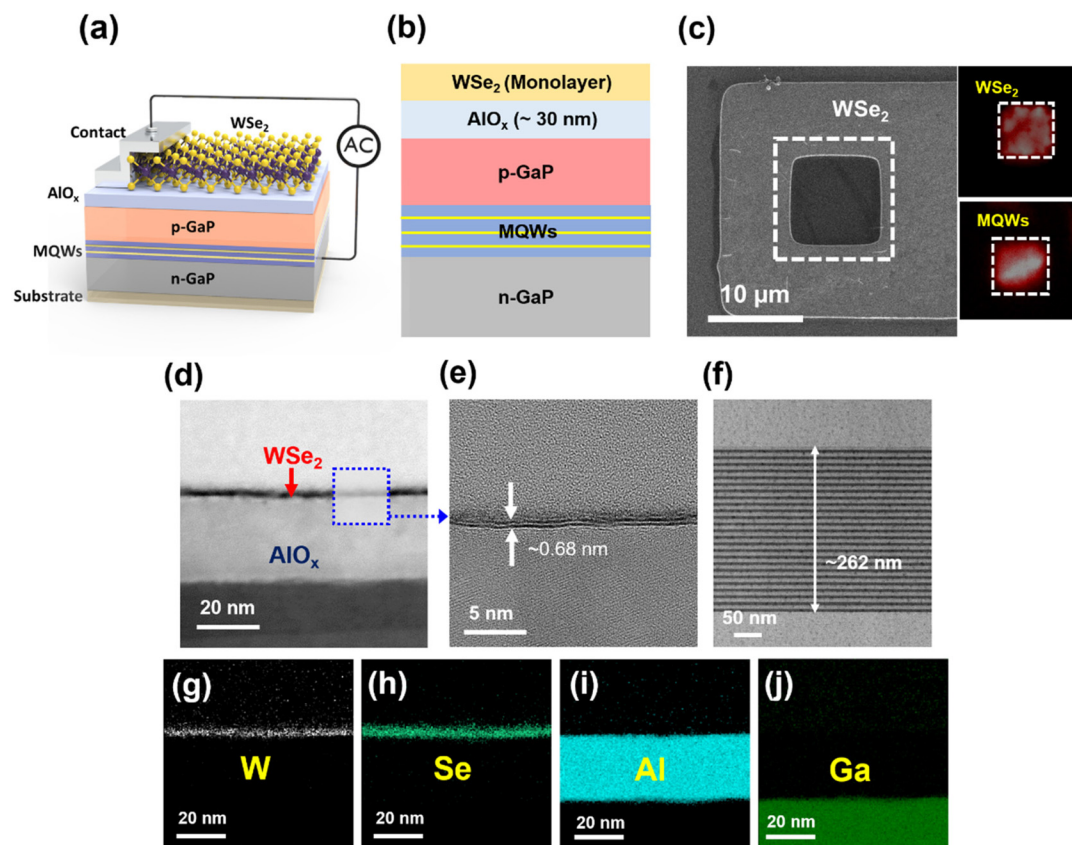 (a)
Contact
WSe₂
AC
AlOₓ
p-GaP
MQWs
n-GaP
Substrate
(b)
WSe₂ (Monolayer)
AlOₓ (~ 30 nm)
p-GaP
MQWs
n-GaP
(c)
WSe₂
10 µm
WSe₂
MQWs
(d)
WSe₂
AlOₓ
20 nm
(e)
~0.68 nm
5 nm
(f)
~262 nm
50 nm
(g)
W
20 nm
(h)
Se
20 nm
(i)
Al
20 nm
(j)
Ga
20 nm